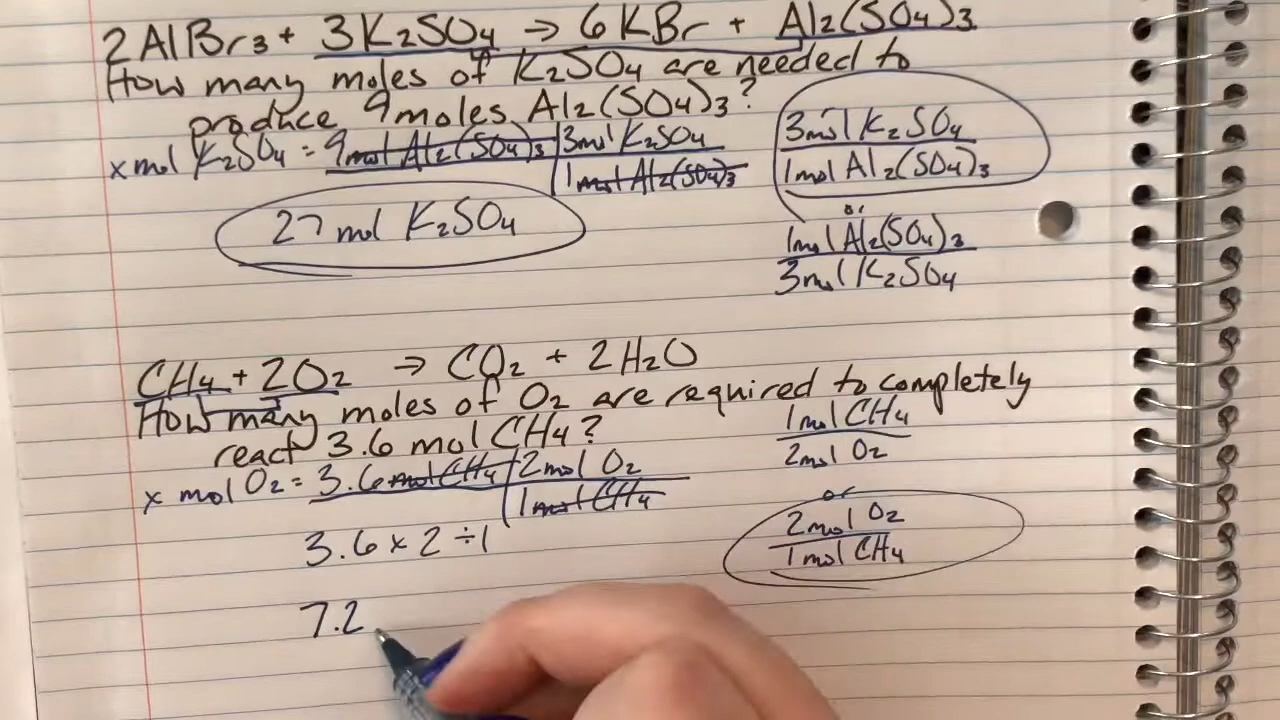 2AlBr3 + 3K2SO4 → 6KBr + Al2(SO4)3
How many moles of K2SO4 are needed to
produce 9 moles Al2(SO4)3?
x mol K2SO4 = 9 mol Al2(SO4)3 | 3 mol K2SO4
1 mol Al2(SO4)3
27 mol K2SO4
3 mol K2SO4
1 mol Al2(SO4)3
or
1 mol Al2(SO4)3
3 mol K2SO4
CH4 + 2O2 → CO2 + 2H2O
How many moles of O2 are required to completely
react 3.6 mol CH4?
x mol O2 = 3.6 mol CH4 | 2 mol O2
1 mol CH4
3.6 x 2 ÷ 1
7.2
1 mol CH4
2 mol O2
or
2 mol O2
1 mol CH4